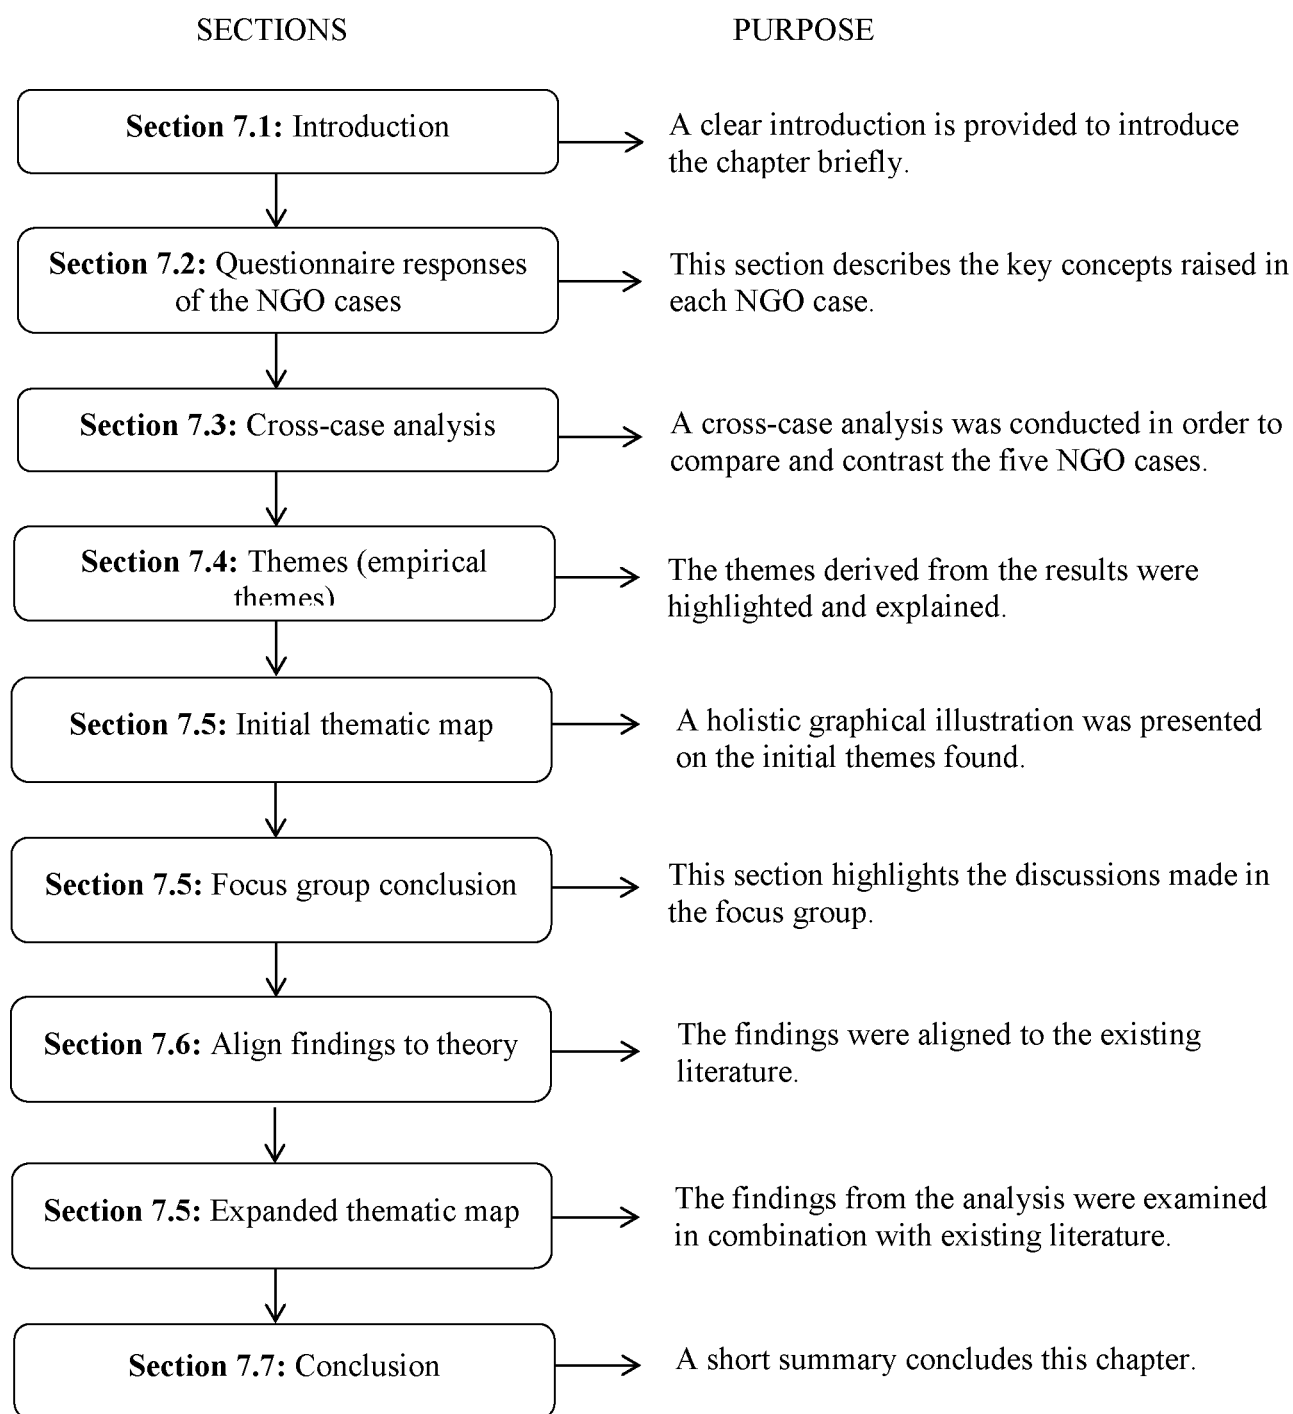 SECTIONS
PURPOSE
Section 7.1: Introduction
A clear introduction is provided to introduce
the chapter briefly.
Section 7.2: Questionnaire responses
of the NGO cases
This section describes the key concepts raised in
each NGO case.
Section 7.3: Cross-case analysis
A cross-case analysis was conducted in order to
compare and contrast the five NGO cases.
Section 7.4: Themes (empirical
themes)
The themes derived from the results were
highlighted and explained.
Section 7.5: Initial thematic map
A holistic graphical illustration was presented
on the initial themes found.
Section 7.5: Focus group conclusion
This section highlights the discussions made in
the focus group.
Section 7.6: Align findings to theory
The findings were aligned to the existing
literature.
Section 7.5: Expanded thematic map
The findings from the analysis were examined
in combination with existing literature.
Section 7.7: Conclusion
A short summary concludes this chapter.